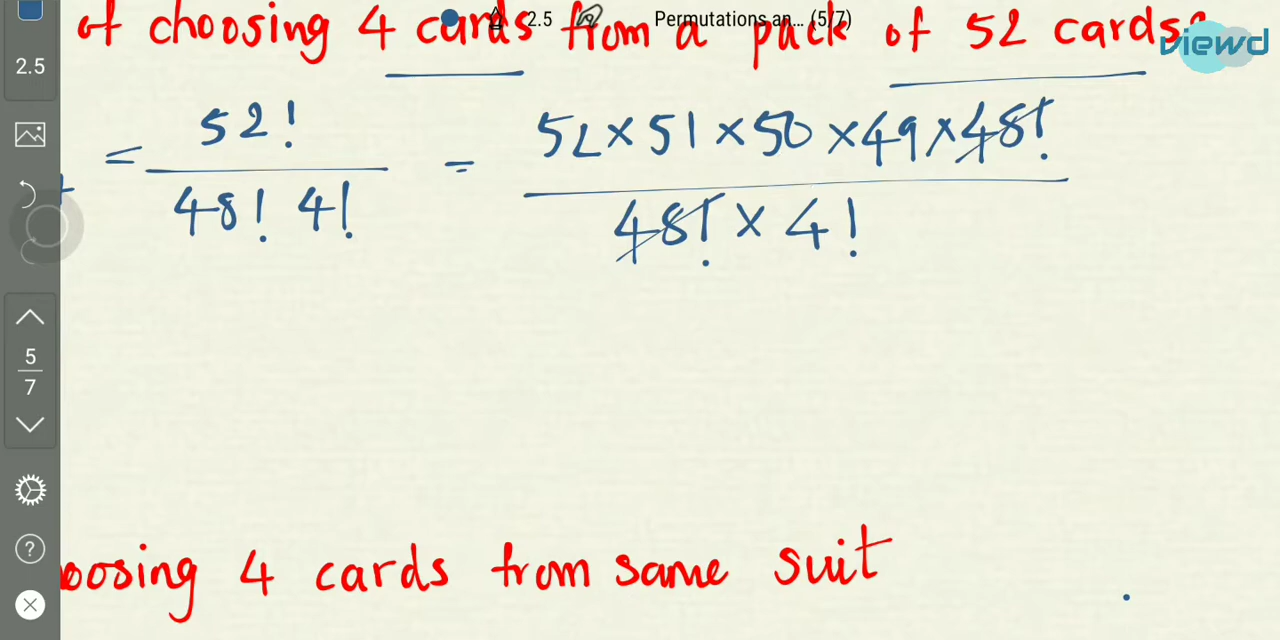 2.5 Permutations an... (5/7)
of choosing 4 cards from a pack of 52 cards?
viewd
2.5
= 52! / 48! 4! = 52 × 51 × 50 × 49 × 48! / 48! × 4!
5
7
?
oosing 4 cards from same suit